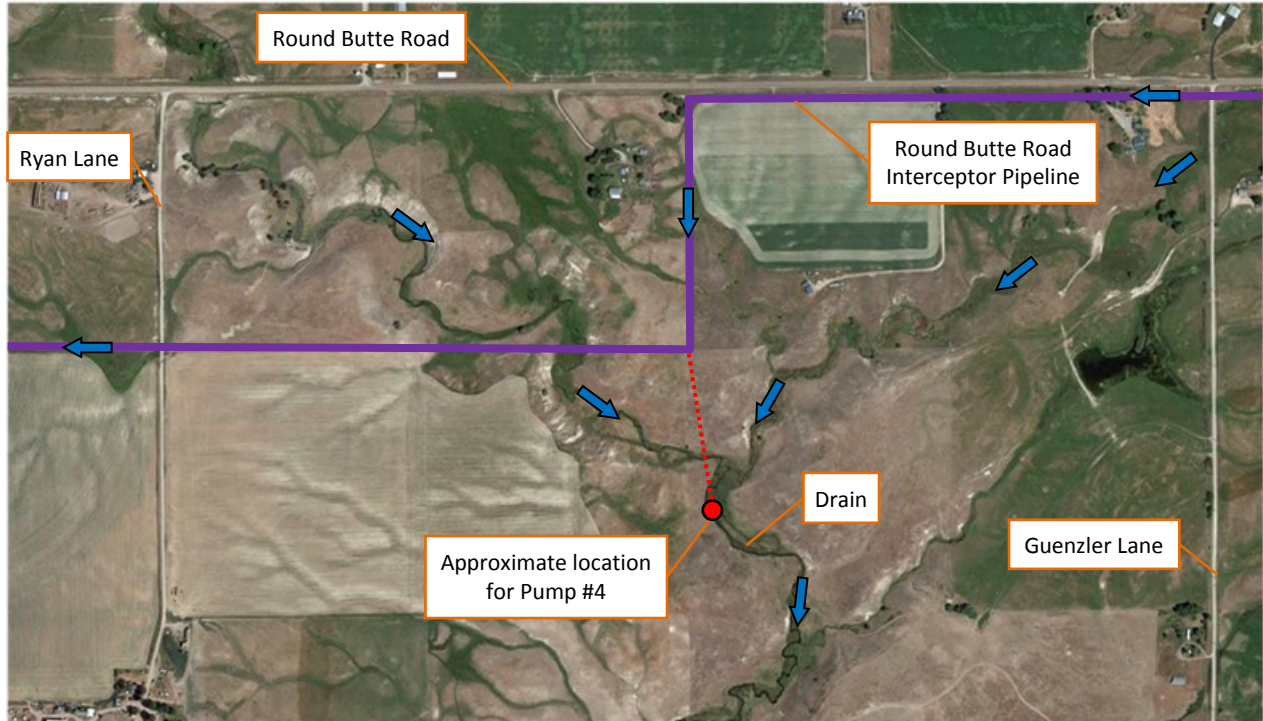 Round Butte Road
Ryan Lane
Round Butte Road
Interceptor Pipeline
Drain
Approximate location
for Pump #4
Guenzler Lane